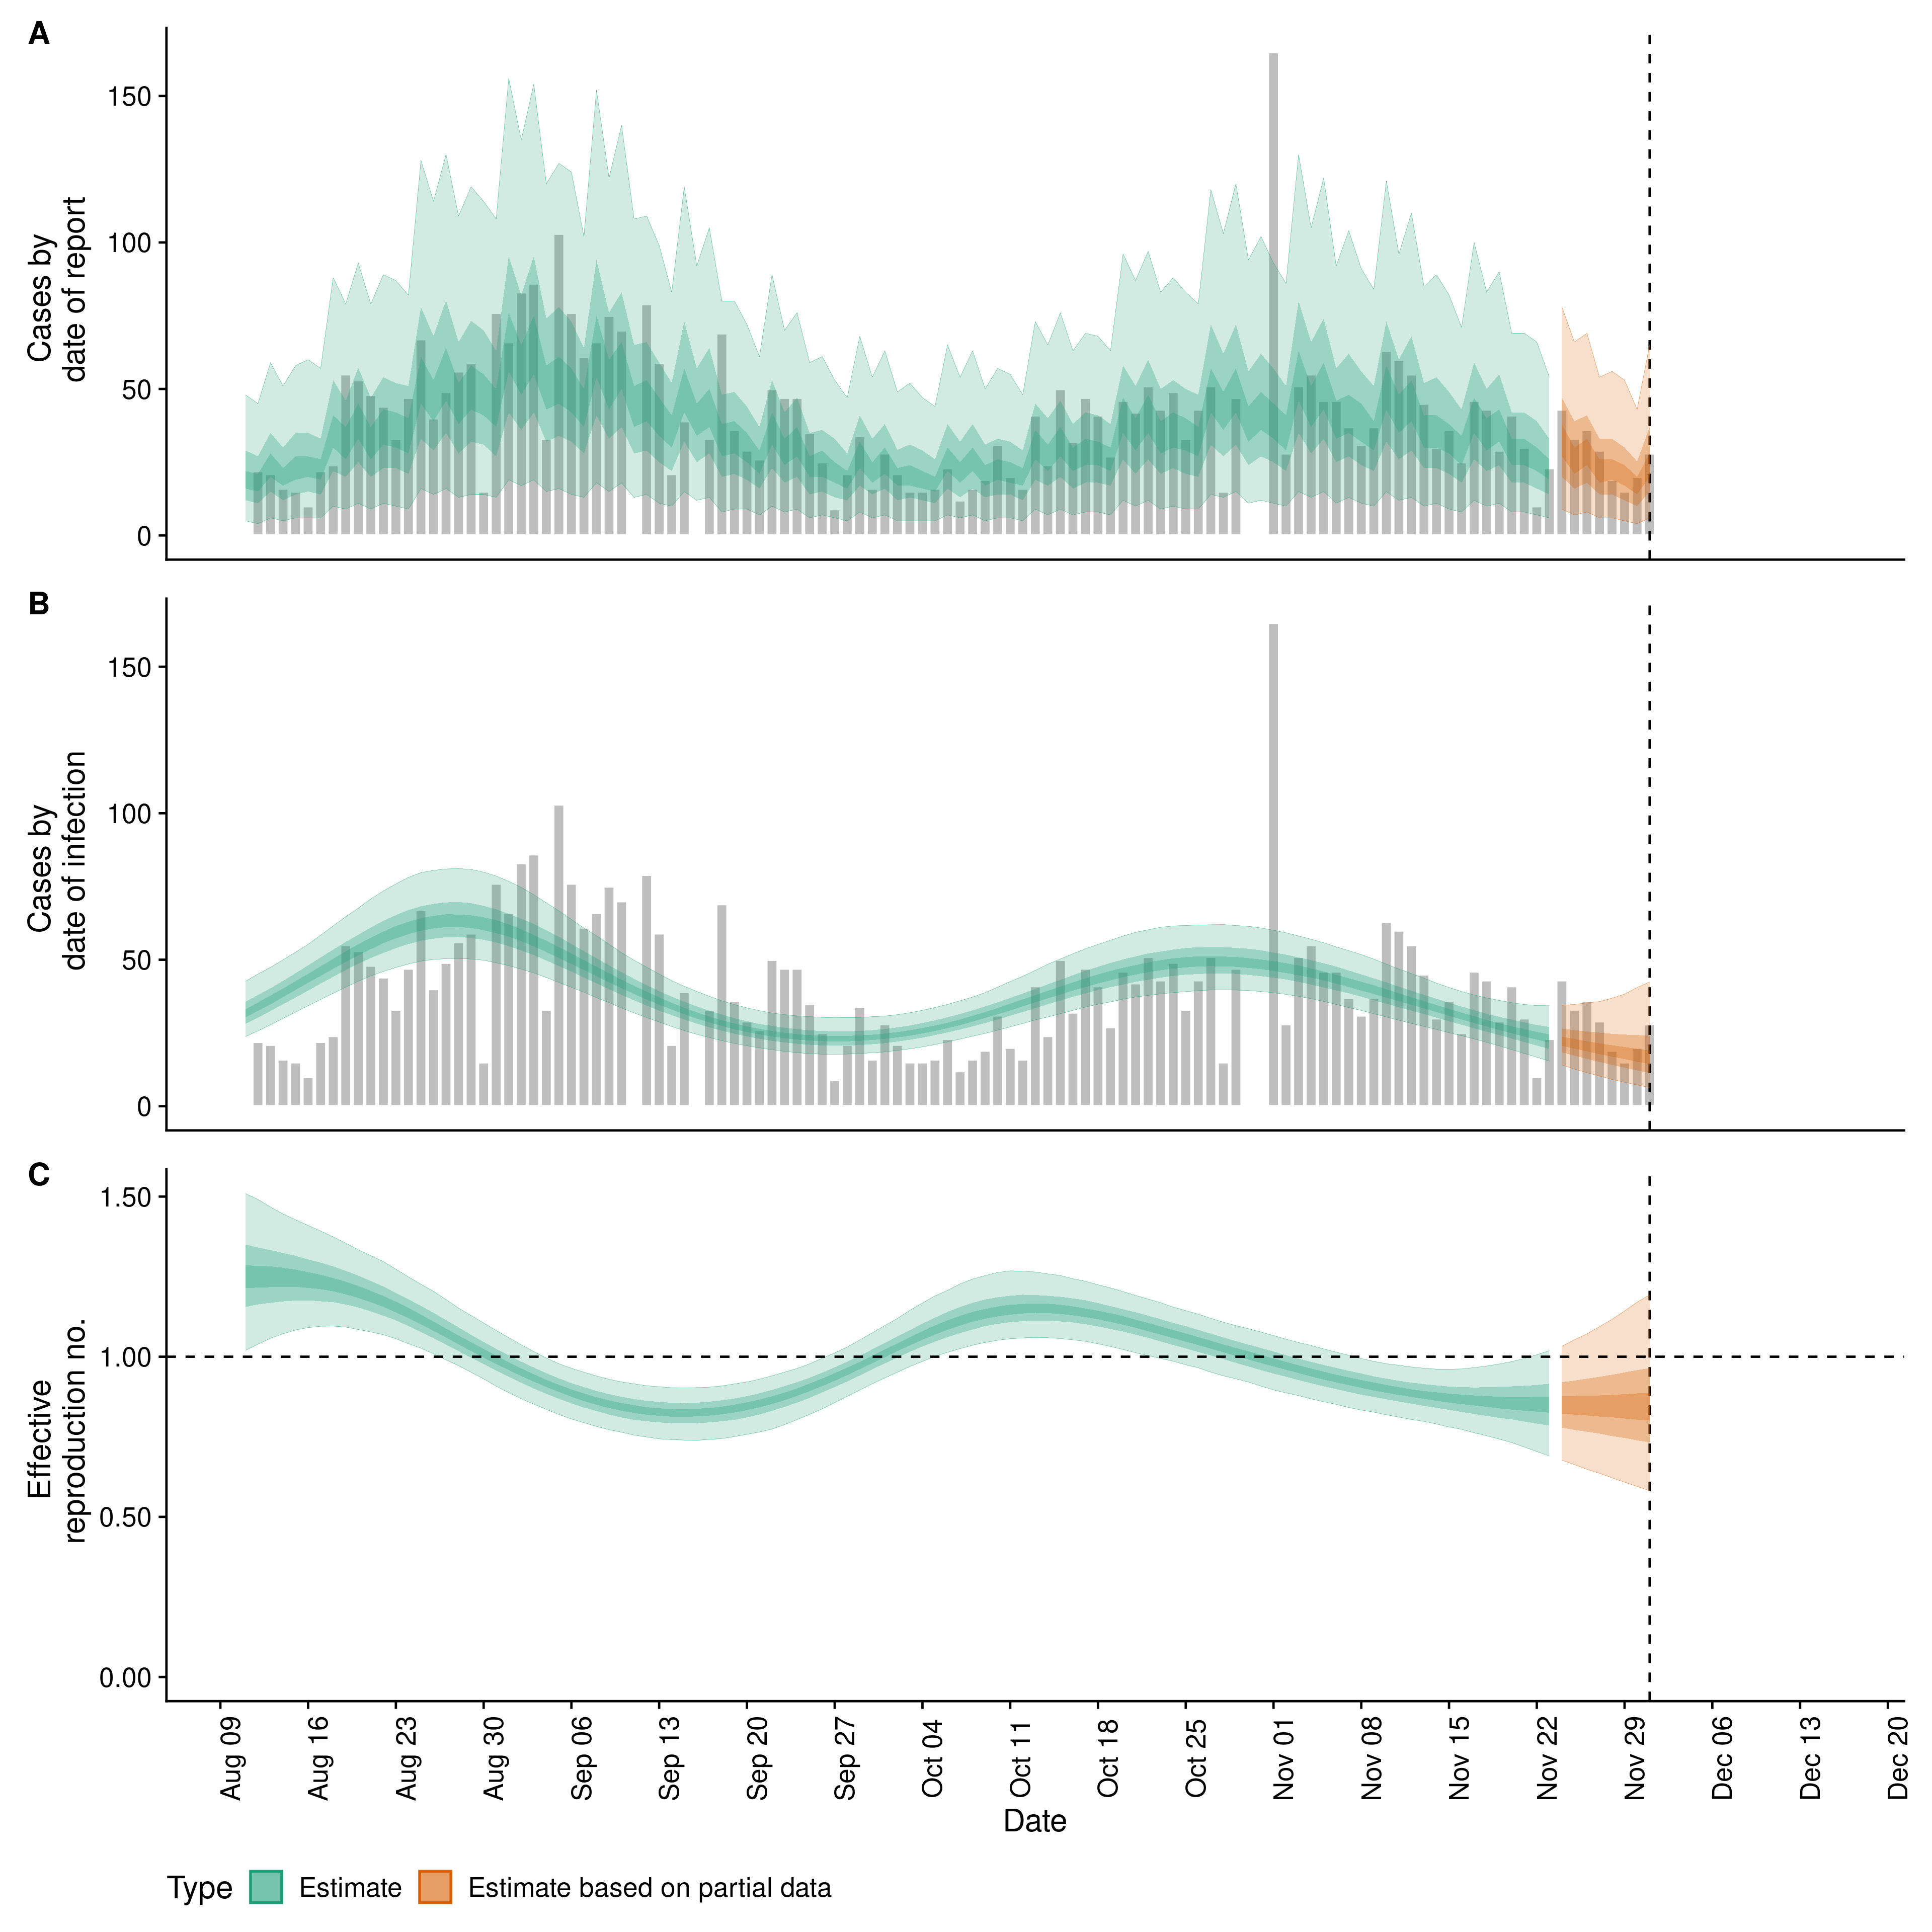 A
Cases by
date of report
150
100
50
0
B
Cases by
date of infection
150
100
50
0
C
Effective
reproduction no.
1.50
1.00
0.50
0.00
Aug 09
Aug 16
Aug 23
Aug 30
Sep 06
Sep 13
Sep 20
Sep 27
Oct 04
Oct 11
Oct 18
Oct 25
Nov 01
Nov 08
Nov 15
Nov 22
Nov 29
Dec 06
Dec 13
Dec 20
Date
Type Estimate Estimate based on partial data